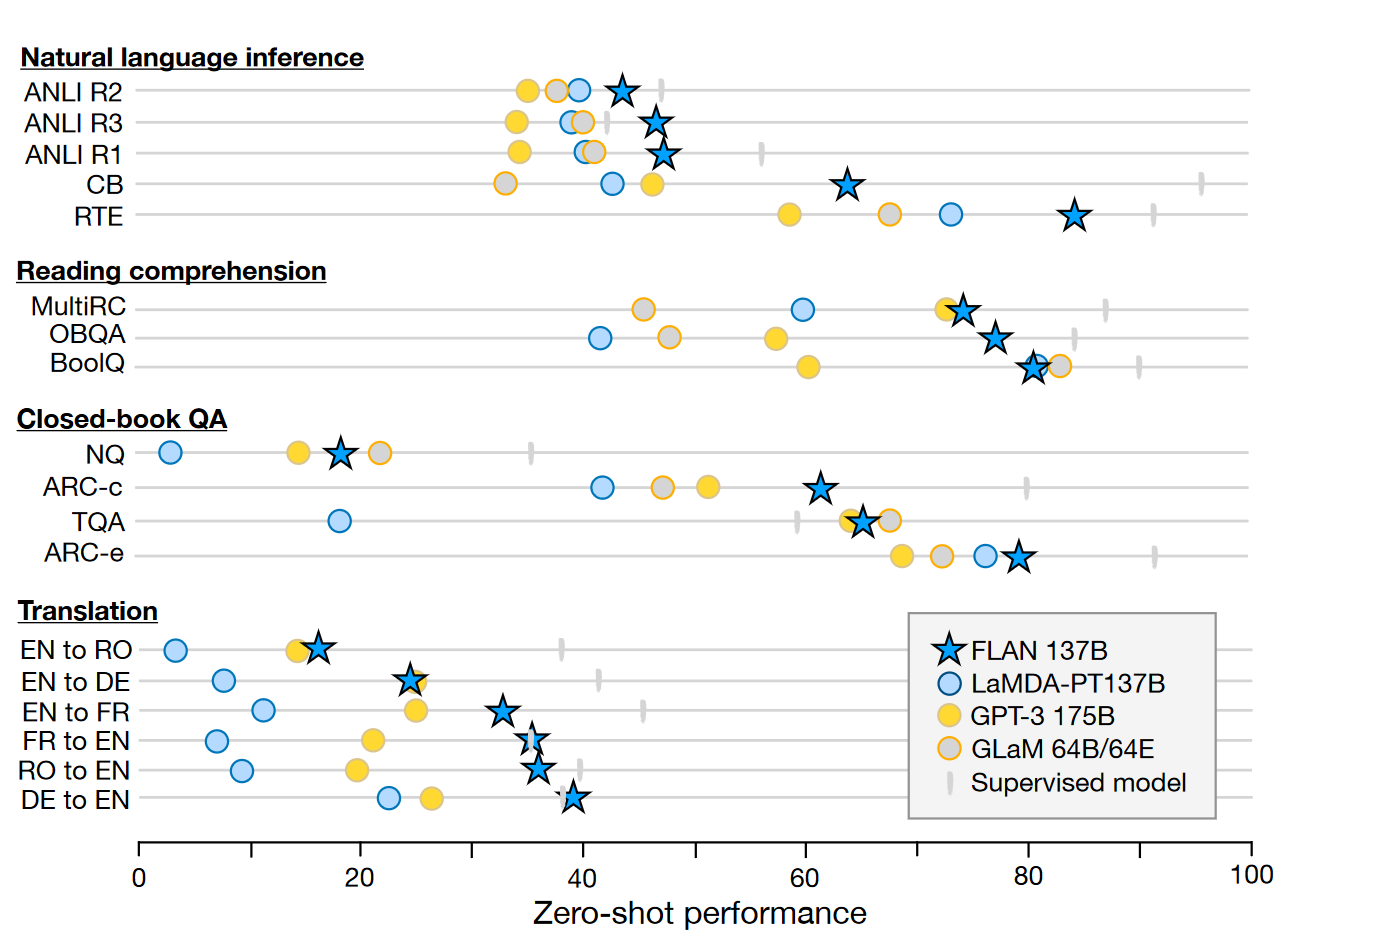 Natural language inference
ANLI R2
ANLI R3
ANLI R1
CB
RTE
Reading comprehension
MultiRC
OBQA
BoolQ
Closed-book QA
NQ
ARC-c
TQA
ARC-e
Translation
EN to RO
EN to DE
EN to FR
FR to EN
RO to EN
DE to EN
FLAN 137B
LaMDA-PT137B
GPT-3 175B
GLaM 64B/64E
Supervised model
0 20 40 60 80 100
Zero-shot performance